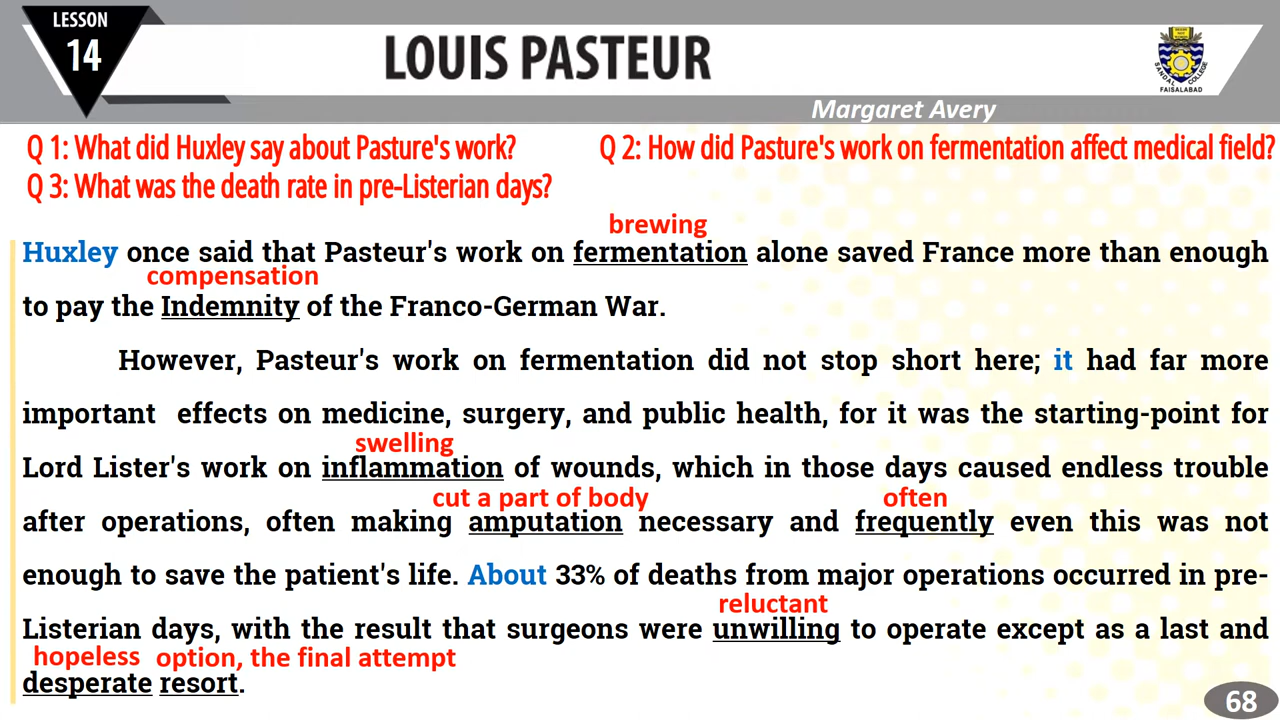 LESSON
14
LOUIS PASTEUR
SANDAL COLLEGE
FAISALABAD
Margaret Avery
Q 1: What did Huxley say about Pasture's work?
Q 2: How did Pasture's work on fermentation affect medical field?
Q 3: What was the death rate in pre-Listerian days?
brewing
Huxley once said that Pasteur's work on fermentation alone saved France more than enough
compensation
to pay the Indemnity of the Franco-German War.
However, Pasteur's work on fermentation did not stop short here; it had far more
important effects on medicine, surgery, and public health, for it was the starting-point for
swelling
Lord Lister's work on inflammation of wounds, which in those days caused endless trouble
cut a part of body often
after operations, often making amputation necessary and frequently even this was not
enough to save the patient's life. About 33% of deaths from major operations occurred in pre-
reluctant
Listerian days, with the result that surgeons were unwilling to operate except as a last and
hopeless option, the final attempt
desperate resort.
68